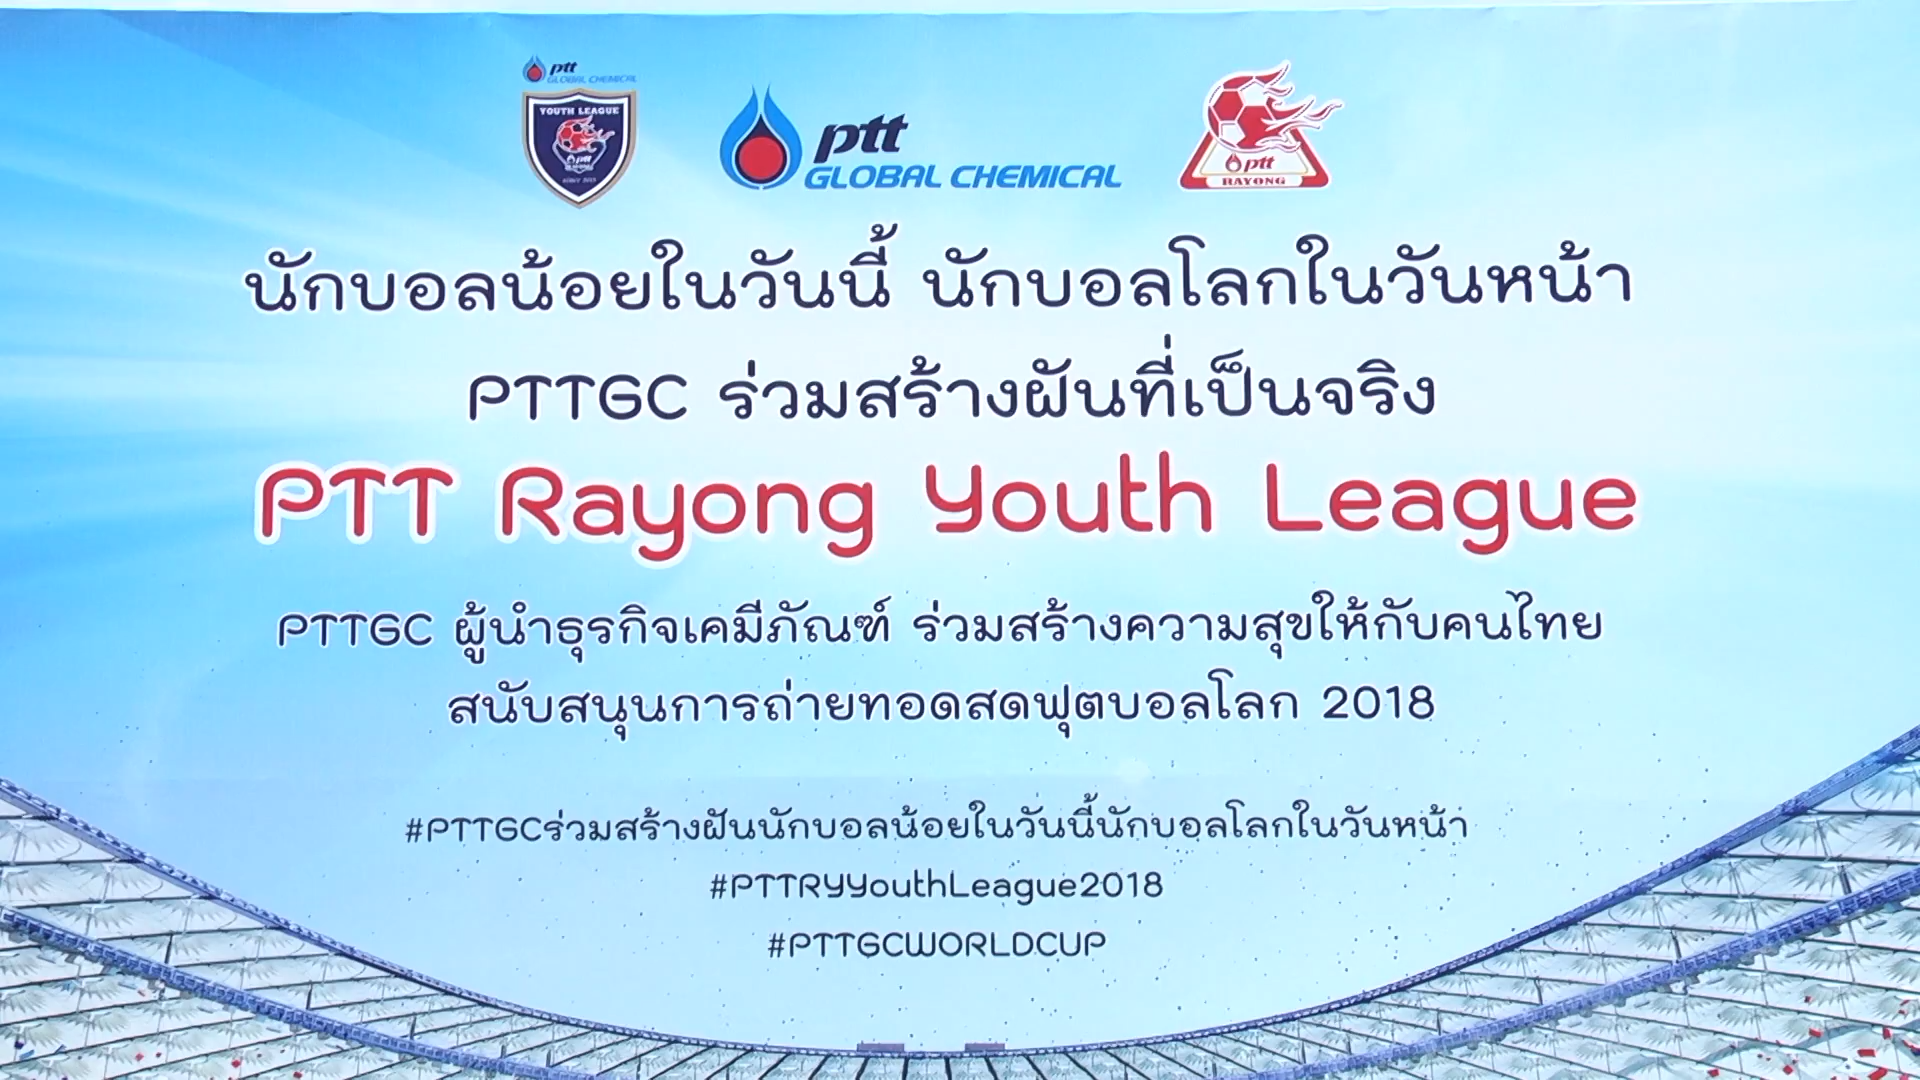 ptt
GLOBAL CHEMICAL
YOUTH LEAGUE
ptt
ptt
GLOBAL CHEMICAL
ptt
RAYONG
นักบอลน้อยในวันนี้ นักบอลโลกในวันหน้า
PTTGC ร่วมสร้างฝันที่เป็นจริง
PTT Rayong Youth League
PTTGC ผู้นำธุรกิจเคมีภัณฑ์ ร่วมสร้างความสุขให้กับคนไทย
สนับสนุนการถ่ายทอดสดฟุตบอลโลก 2018
#PTTGCร่วมสร้างฝันนักบอลน้อยในวันนี้นักบอลโลกในวันหน้า
#PTTRYYouthLeague2018
#PTTGCWORLDCUP